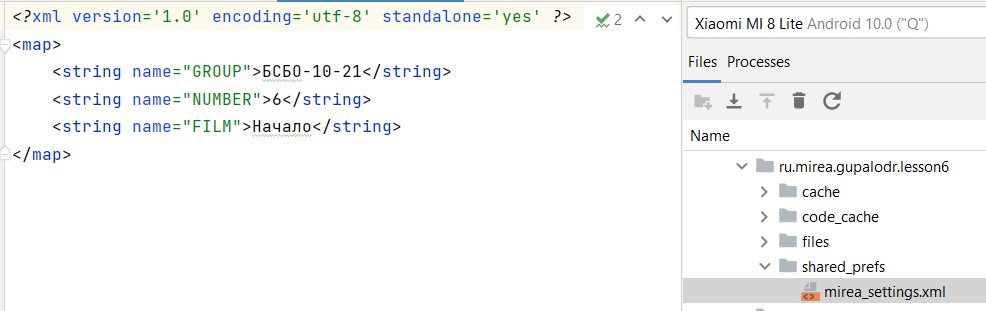 <?xml version='1.0' encoding='utf-8' standalone='yes' ?>
2
<map>
<string name="GROUP">БСБО-10-21</string>
<string name="NUMBER">6</string>
<string name="FILM">Начало</string>
</map>
Xiaomi MI 8 Lite Android 10.0 ("Q")
Files Processes
Name
ru.mirea.gupalodr.lesson6
cache
code_cache
files
shared_prefs
mirea_settings.xml